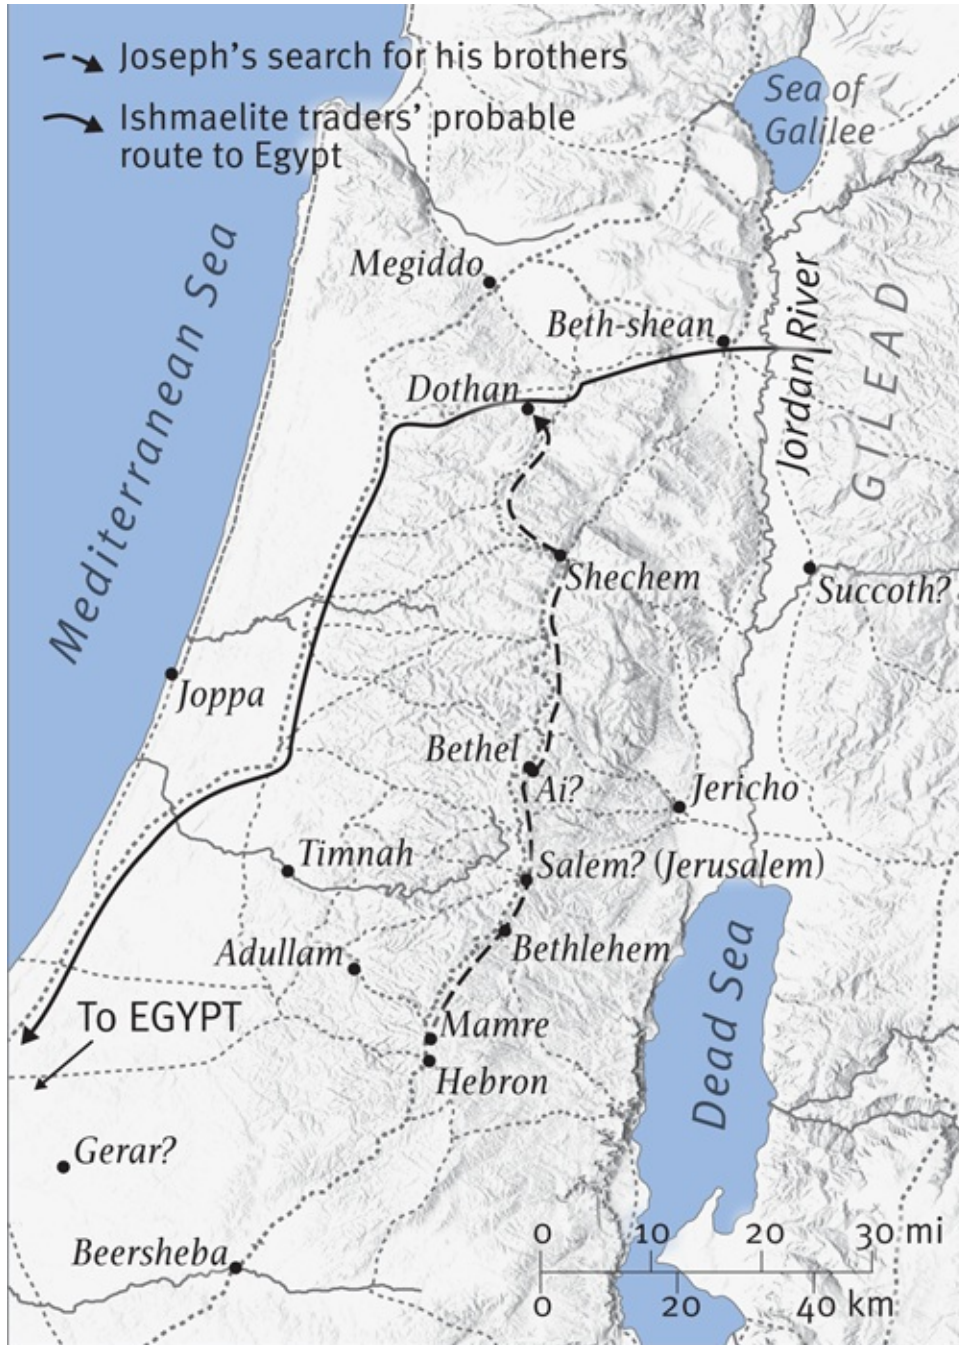 Joseph's search for his brothers
Ishmaelite traders' probable
route to Egypt
Sea of
Galilee
Mediterranean Sea
Megiddo
Beth-shean
Jordan River
GILEAD
Dothan
Shechem
Succoth?
Joppa
Bethel
Ai?
Jericho
Timnah
Salem? (Jerusalem)
Adullam
Bethlehem
To EGYPT
Mamre
Hebron
Dead Sea
Gerar?
Beersheba
0 10 20 30 mi
0 20 40 km